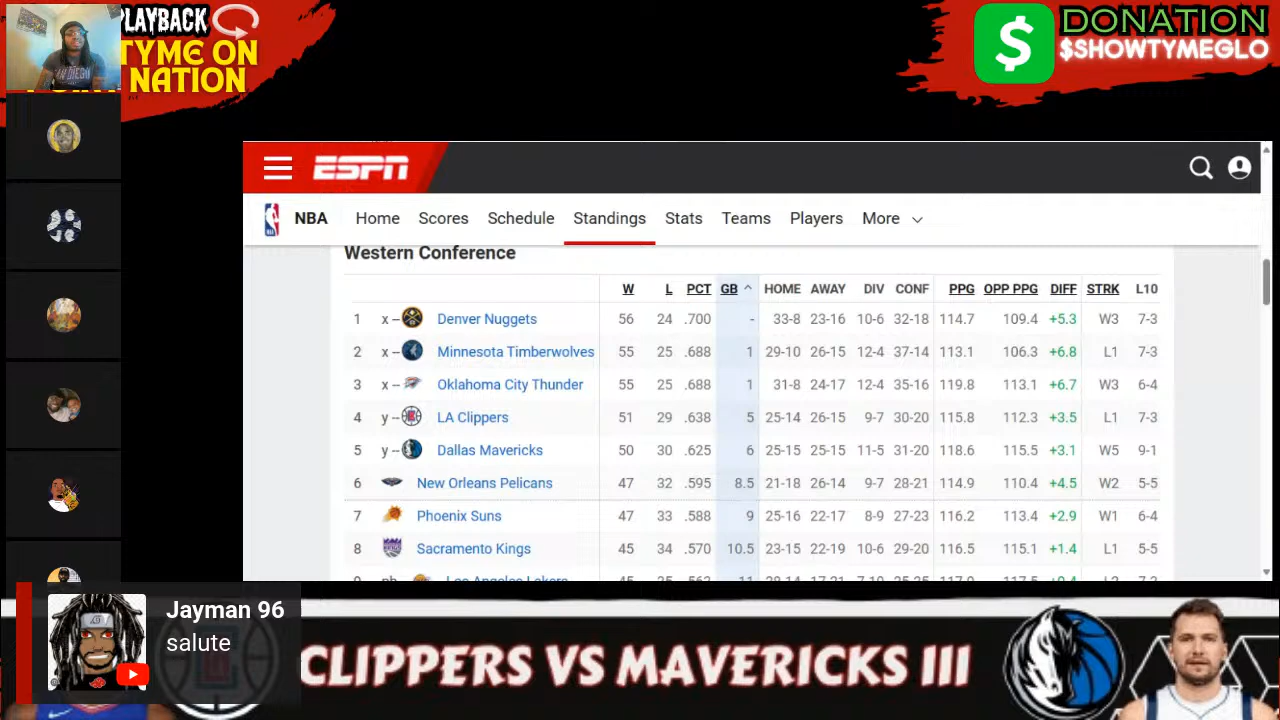 PLAYBACK
TYME ON
NATION
DONATION
$SHOWTYMEGLO
ESPN
NBA Home Scores Schedule Standings Stats Teams Players More
Western Conference
W L PCT GB HOME AWAY DIV CONF PPG OPP PPG DIFF STRK L10
1 x -- Denver Nuggets 56 24 .700 - 33-8 23-16 10-6 32-18 114.7 109.4 +5.3 W3 7-3
2 x -- Minnesota Timberwolves 55 25 .688 1 29-10 26-15 12-4 37-14 113.1 106.3 +6.8 L1 7-3
3 x -- Oklahoma City Thunder 55 25 .688 1 31-8 24-17 12-4 35-16 119.8 113.1 +6.7 W3 6-4
4 y -- LA Clippers 51 29 .638 5 25-14 26-15 9-7 30-20 115.8 112.3 +3.5 L1 7-3
5 y -- Dallas Mavericks 50 30 .625 6 25-15 25-15 11-5 31-20 118.6 115.5 +3.1 W5 9-1
6 New Orleans Pelicans 47 32 .595 8.5 21-18 26-14 9-7 28-21 114.9 110.4 +4.5 W2 5-5
7 Phoenix Suns 47 33 .588 9 25-16 22-17 8-9 27-23 116.2 113.4 +2.9 W1 6-4
8 Sacramento Kings 45 34 .570 10.5 23-15 22-19 10-6 29-20 116.5 115.1 +1.4 L1 5-5
Los Angeles Lakers
Jayman 96
salute
CLIPPERS VS MAVERICKS III